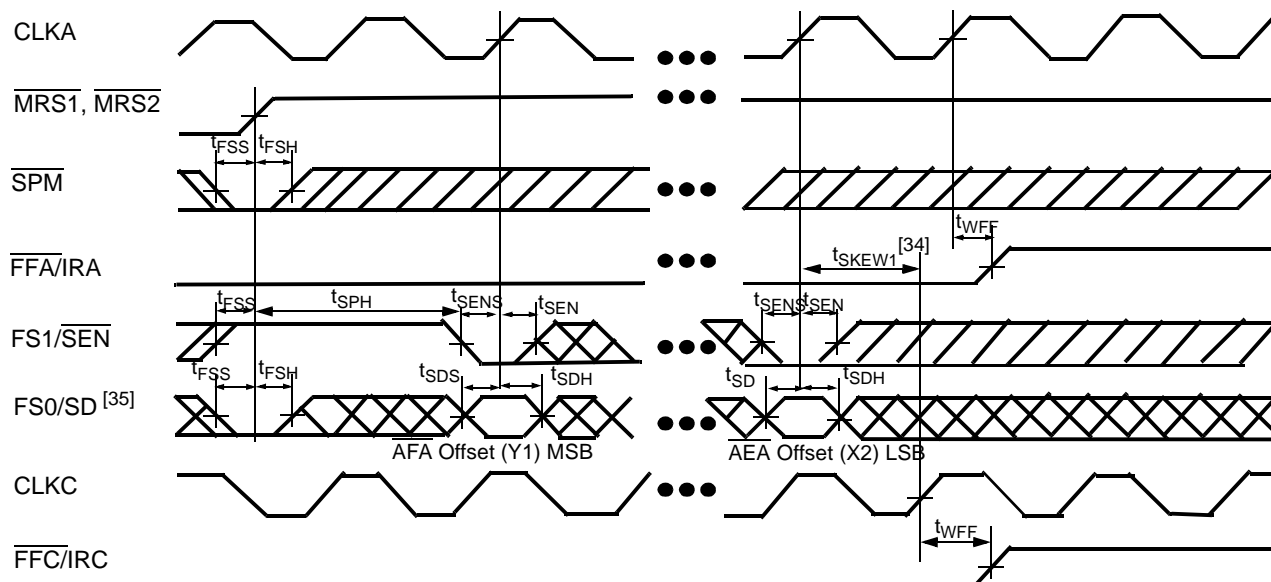 CLKA
MRS1, MRS2
tFSS tFSH
SPM
tWFF
tSKEW1[34]
FFA/IRA
tFSS tSPH tSENS tSEN tSENS tSEN
FS1/SEN
tFSS tFSH tSDS tSDH tSD tSDH
FS0/SD [35]
AFA Offset (Y1) MSB AEA Offset (X2) LSB
CLKC
tWFF
FFC/IRC